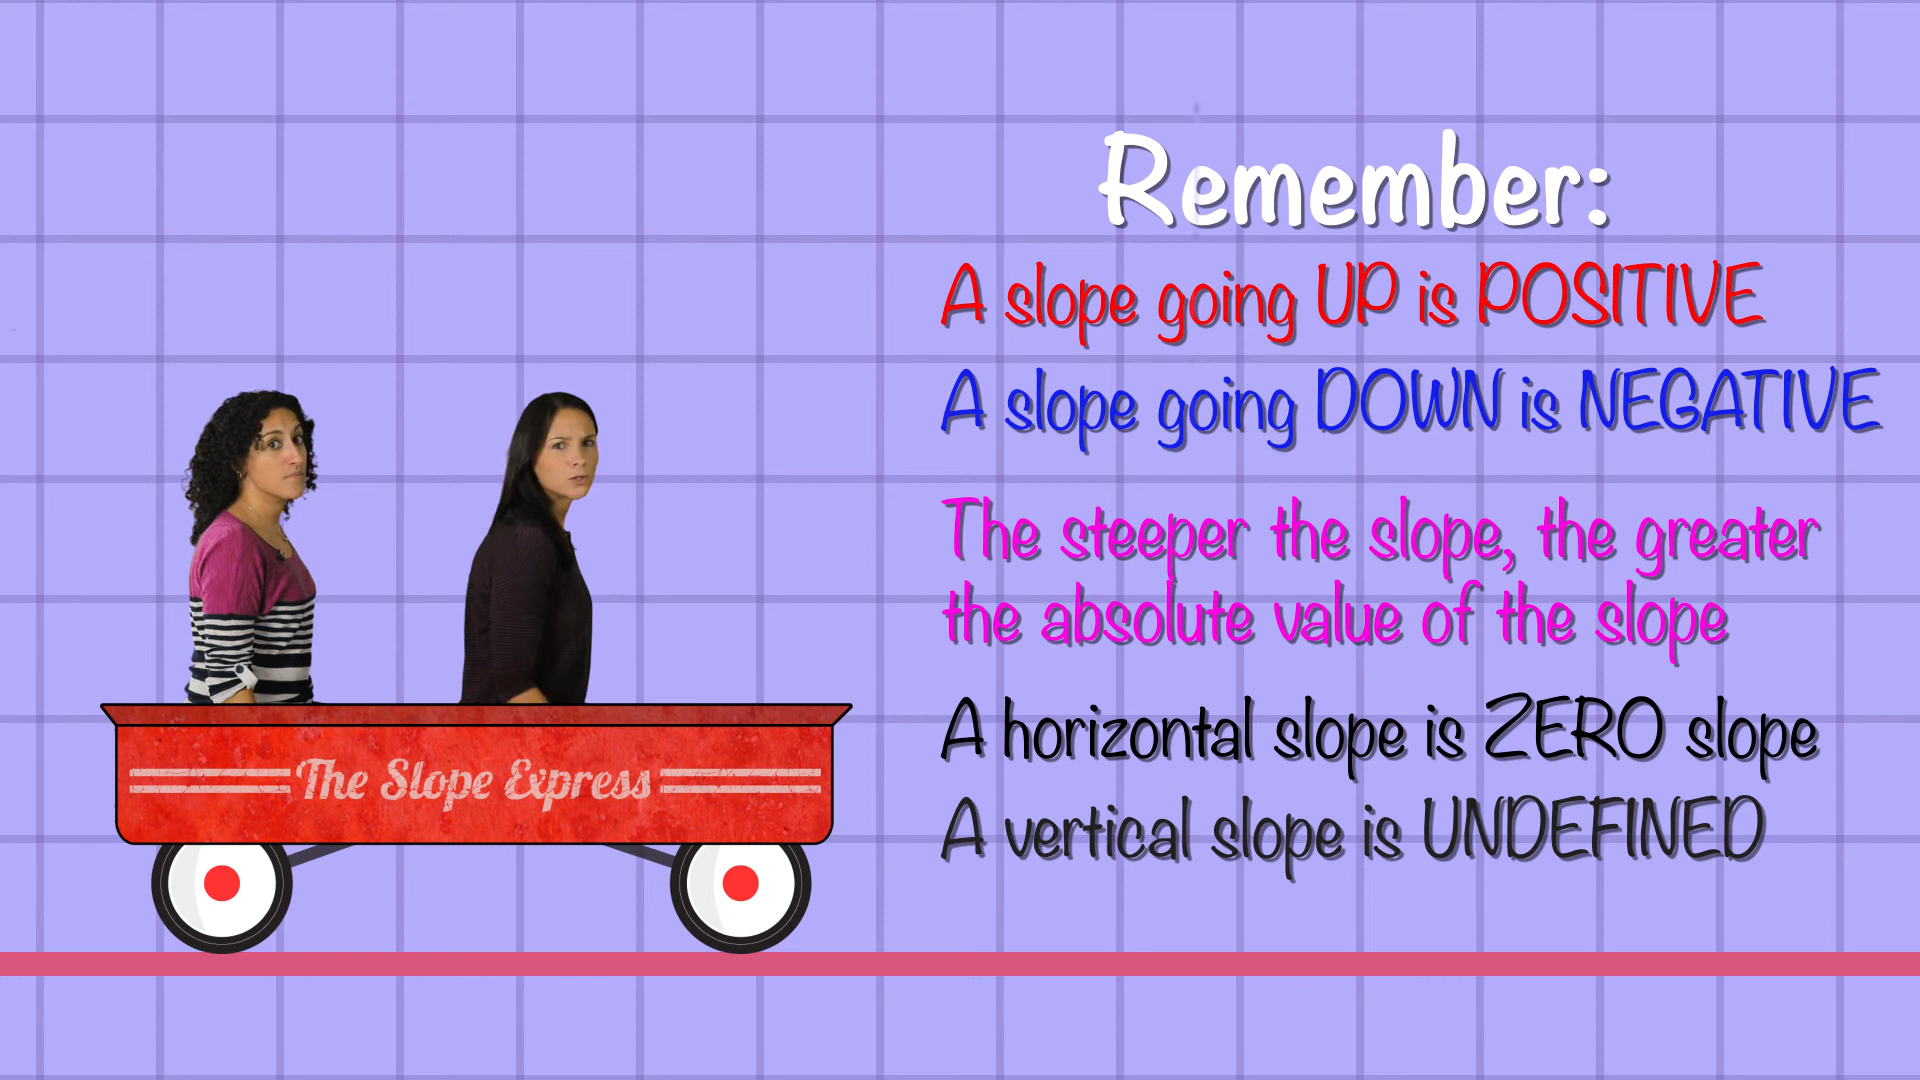 Remember:
A slope going UP is POSITIVE
A slope going DOWN is NEGATIVE
The steeper the slope, the greater
the absolute value of the slope
A horizontal slope is ZERO slope
A vertical slope is UNDEFINED
The Slope Express